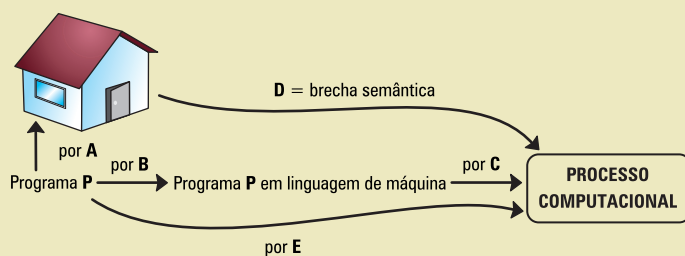 D = brecha semântica
por A
por B
por C
Programa P
Programa P em linguagem de máquina
PROCESSO
COMPUTACIONAL
por E